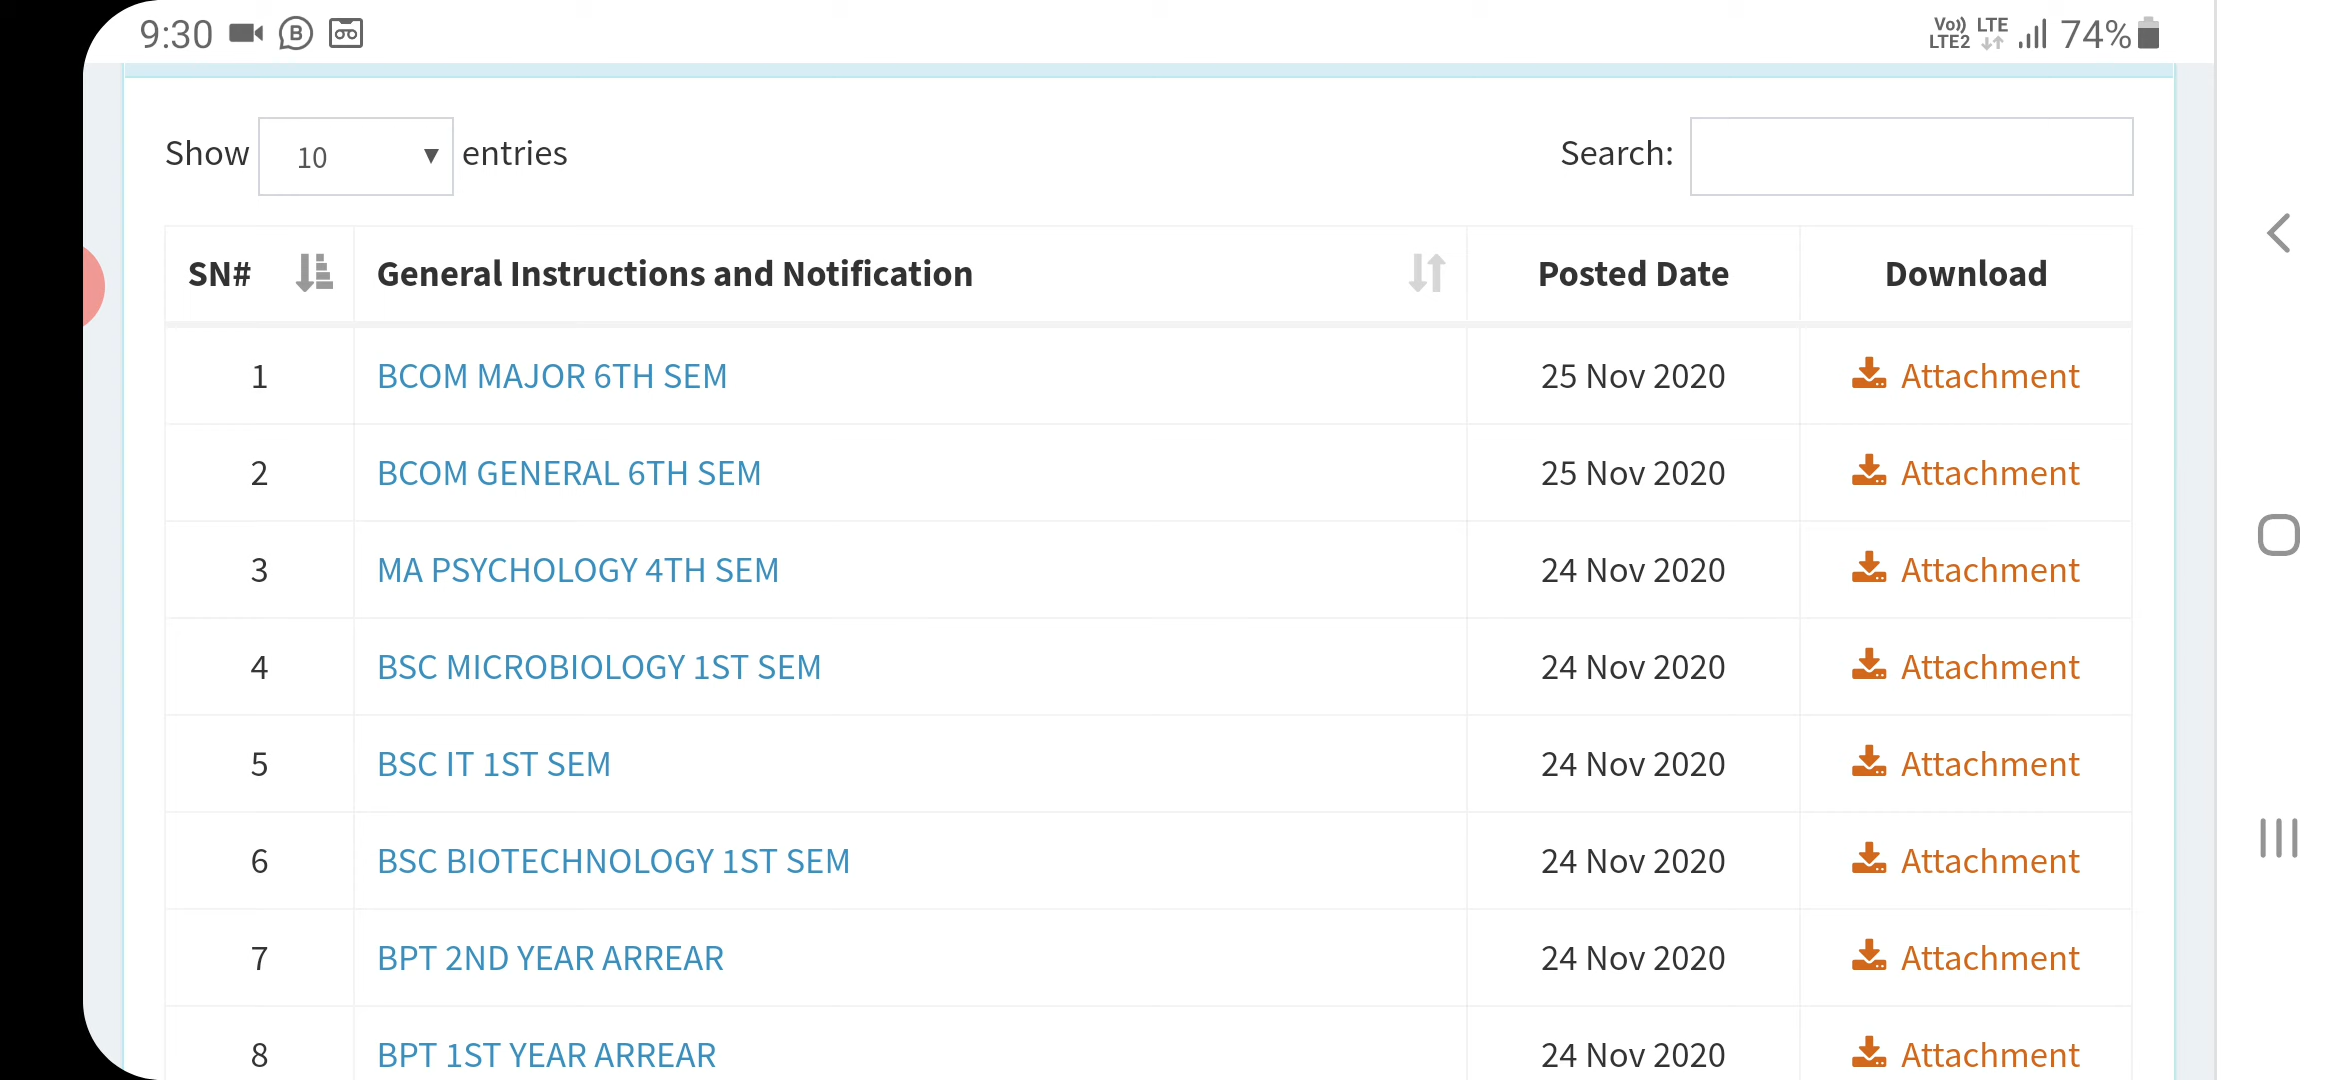 9:30 Vo)) LTE2 LTE 74%
Show 10 entries Search:
SN# General Instructions and Notification Posted Date Download
1 BCOM MAJOR 6TH SEM 25 Nov 2020 Attachment
2 BCOM GENERAL 6TH SEM 25 Nov 2020 Attachment
3 MA PSYCHOLOGY 4TH SEM 24 Nov 2020 Attachment
4 BSC MICROBIOLOGY 1ST SEM 24 Nov 2020 Attachment
5 BSC IT 1ST SEM 24 Nov 2020 Attachment
6 BSC BIOTECHNOLOGY 1ST SEM 24 Nov 2020 Attachment
7 BPT 2ND YEAR ARREAR 24 Nov 2020 Attachment
8 BPT 1ST YEAR ARREAR 24 Nov 2020 Attachment